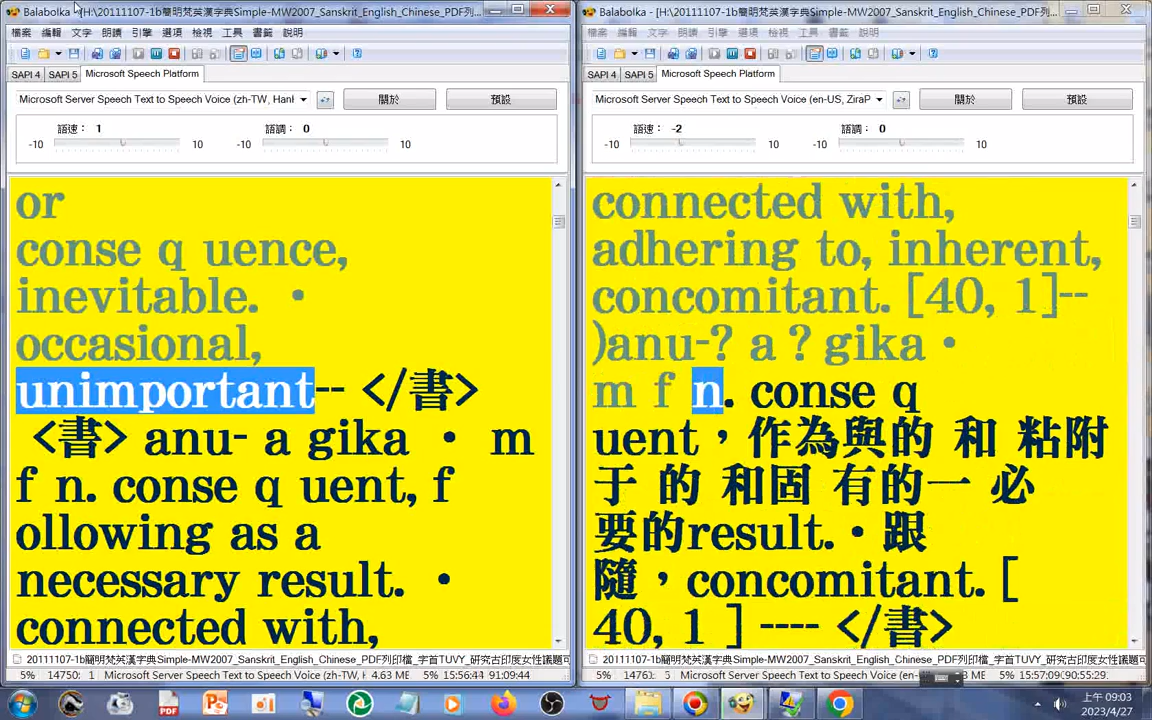 Balabolka - [H:\20111107-1b簡明梵英漢字典Simple-MW2007_Sanskrit_English_Chinese_PDF列...
檔案 編輯 文字 朗讀 引擎 選項 檢視 工具 書籤 說明
SAPI 4 SAPI 5 Microsoft Speech Platform
Microsoft Server Speech Text to Speech Voice (zh-TW, Han 關於 預設
語速： 1 語調： 0
-10 10 -10 10
or
conse q uence,
inevitable. •
occasional,
unimportant-- </書>
<書> anu- a gika • m
f n. conse q uent, f
ollowing as a
necessary result. •
connected with,
20111107-1b簡明梵英漢字典Simple-MW2007_Sanskrit_English_Chinese_PDF列印檔_字首TUVY_研究古印度女性議題可
5% 14750: 1 Microsoft Server Speech Text to Speech Voice (zh-TW, 4.63 ME 5% 15:56:44 91:09:44
Balabolka - [H:\20111107-1b簡明梵英漢字典Simple-MW2007_Sanskrit_English_Chinese_PDF列...
檔案 編輯 文字 朗讀 引擎 選項 檢視 工具 書籤 說明
SAPI 4 SAPI 5 Microsoft Speech Platform
Microsoft Server Speech Text to Speech Voice (en-US, ZiraP 關於 預設
語速： -2 語調： 0
-10 10 -10 10
connected with,
adhering to, inherent,
concomitant. [40, 1]--
)anu-? a ? gika •
m f n. conse q
uent，作為與的 和 粘附
于 的 和固 有的一 必
要的result. • 跟
隨，concomitant. [
40, 1 ] ---- </書>
20111107-1b簡明梵英漢字典Simple-MW2007_Sanskrit_English_Chinese_PDF列印檔_字首TUVY_研究古印度女性議題可
5% 14763: 1 Microsoft Server Speech Text to Speech Voice (en-US, ME 5% 15:57:09 90:55:29
上午 09:03
2023/4/27